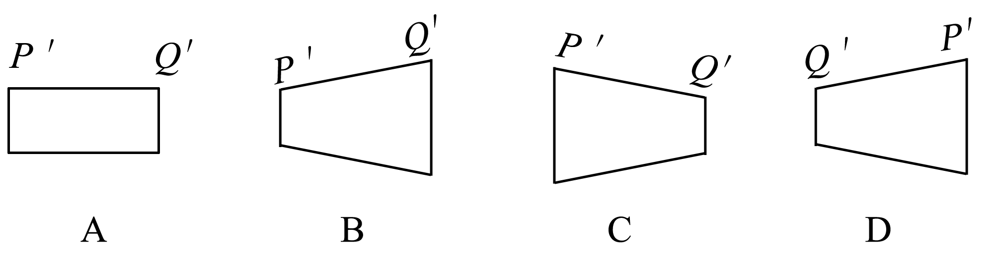 P′ Q′ P′ Q′ P′ Q′ Q′ P′
A B C D